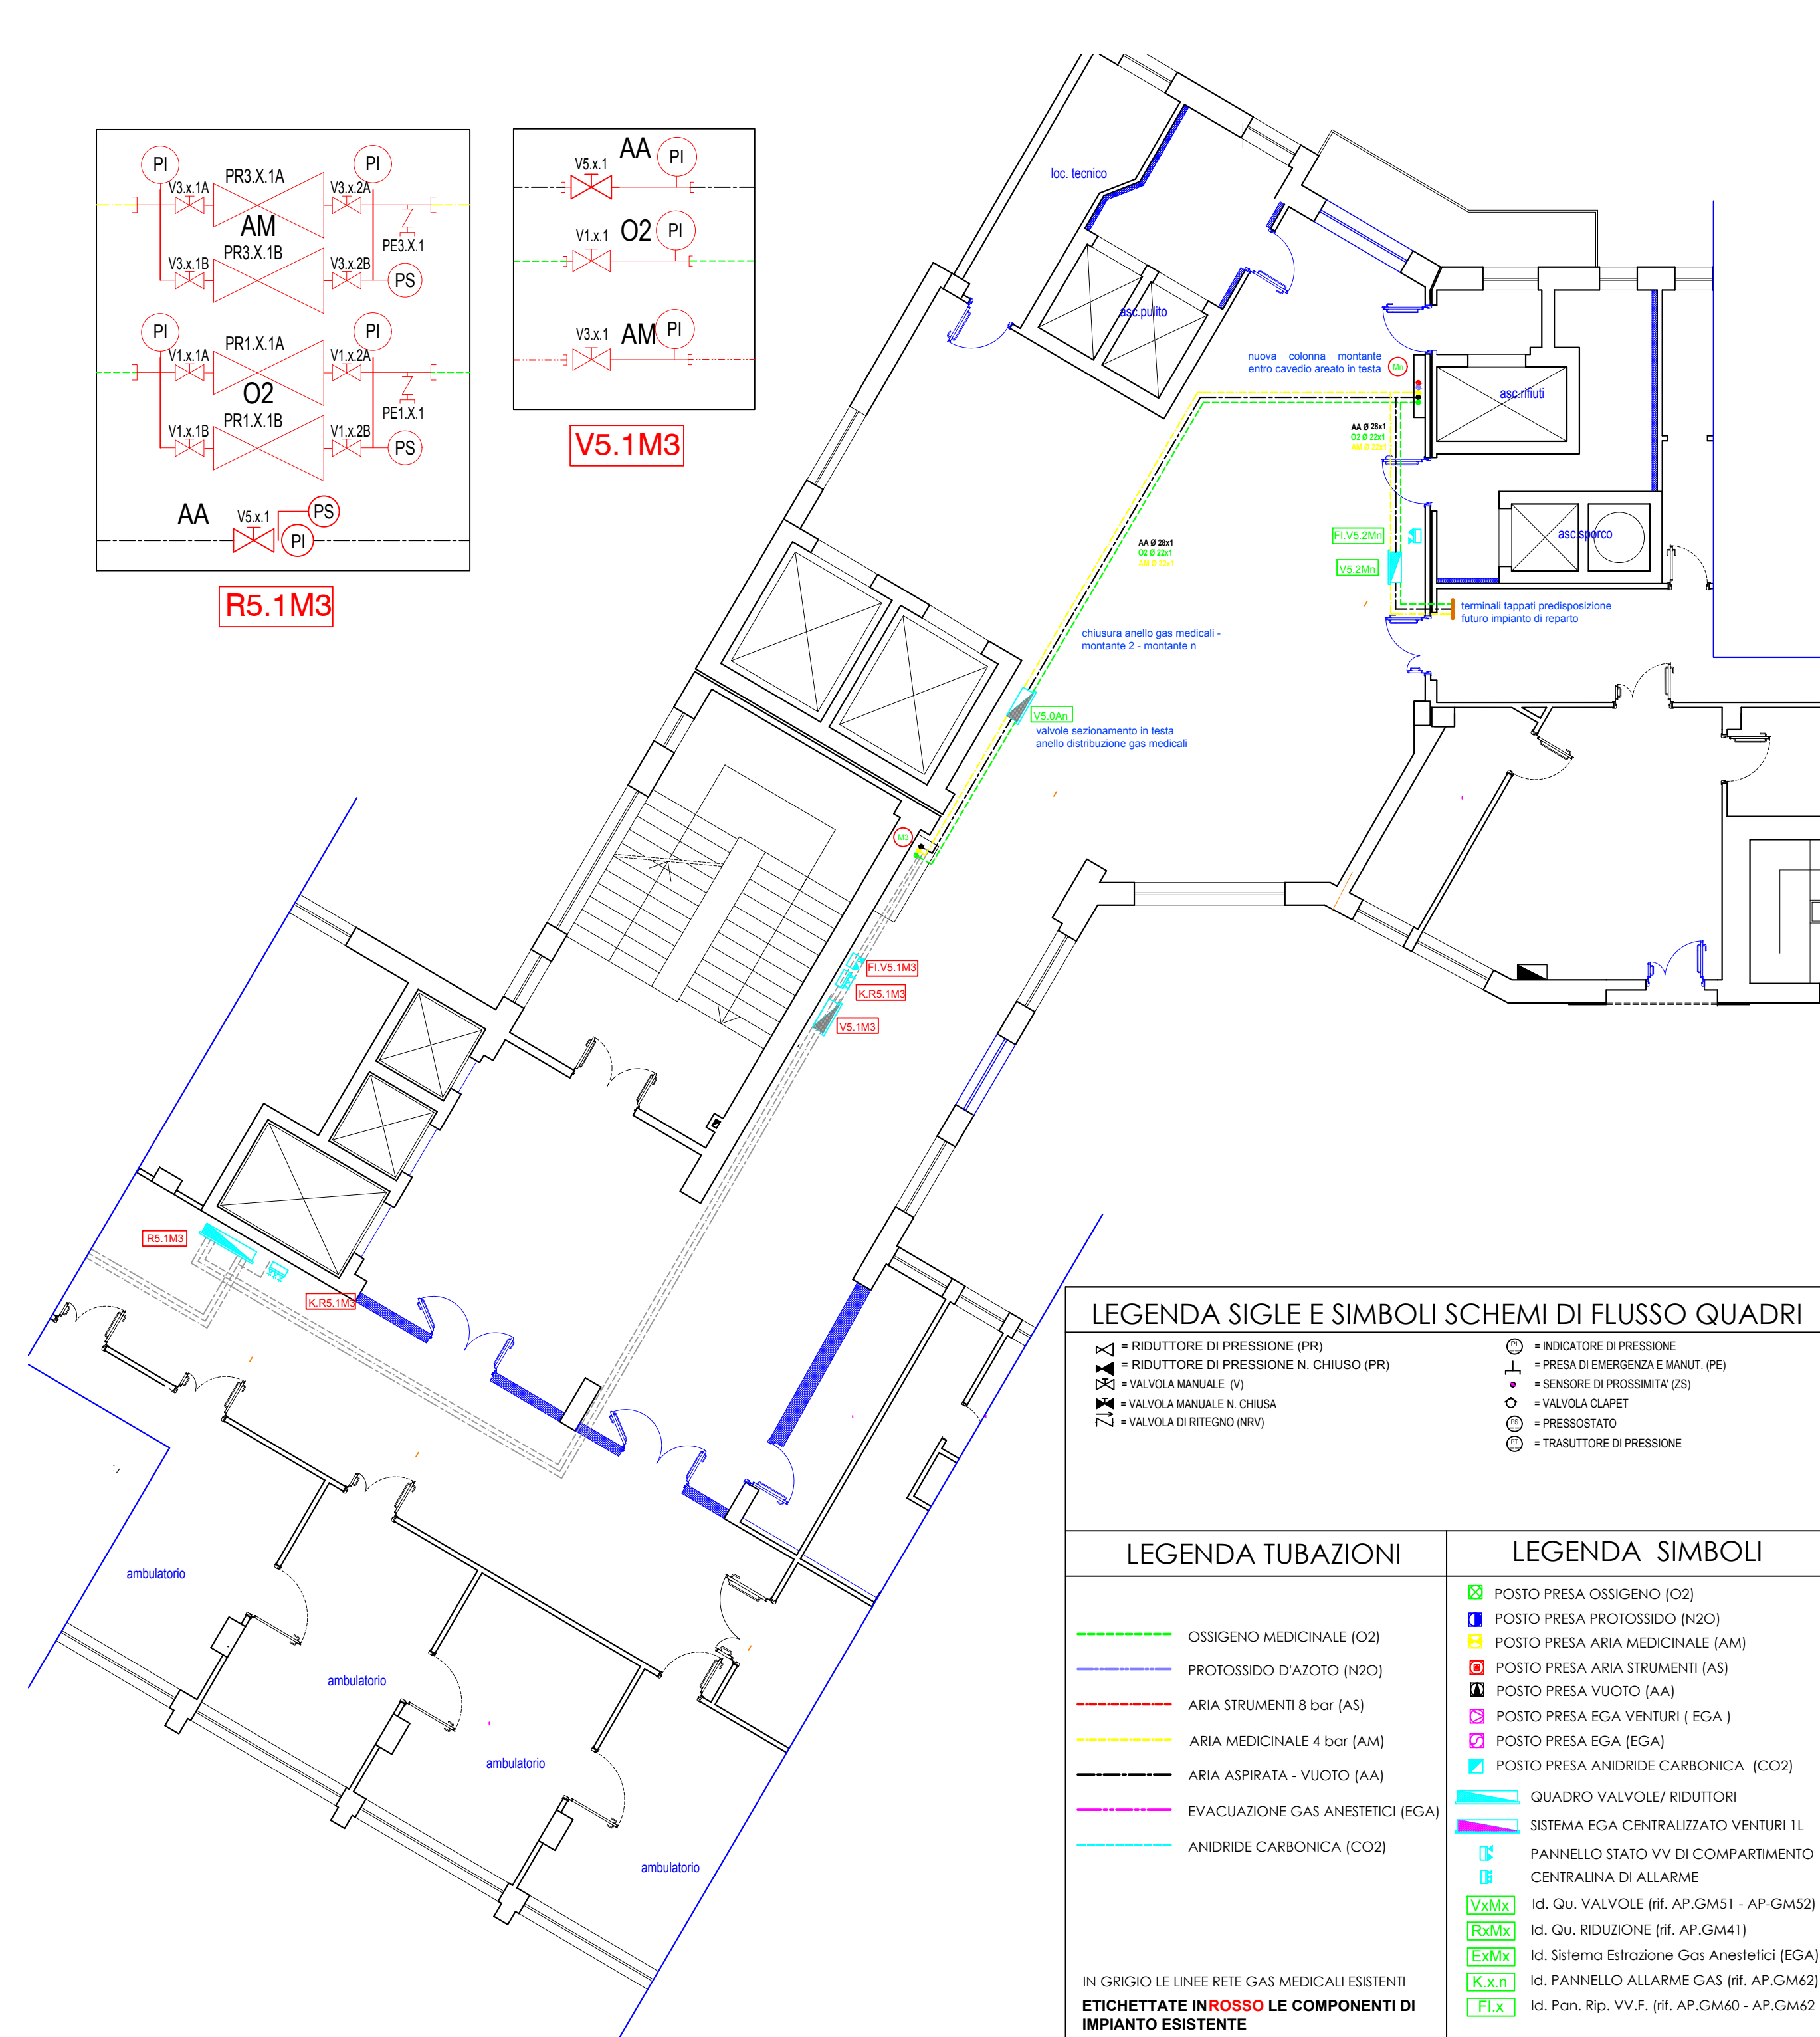 PI
PR3.X.1A
PI
V3.x.1A
V3.x.2A
AM
PE3.X.1
PR3.X.1B
V3.x.1B
V3.x.2B
PS
PI
PR1.X.1A
PI
V1.x.1A
V1.x.2A
O2
PE1.X.1
PR1.X.1B
V1.x.1B
V1.x.2B
PS
AA
V5.x.1
PS
PI
R5.1M3
AA
V5.x.1
PI
V1.x.1
O2
PI
V3.x.1
AM
PI
V5.1M3
loc. tecnico
asc.pulito
nuova colonna montante
entro cavedio areato in testa
Mn
asc.rifiuti
AA Ø 28x1
O2 Ø 22x1
AM Ø 22x1
FI.V5.2Mn
V5.2Mn
asc.sporco
terminali tappati predisposizione
futuro impianto di reparto
AA Ø 28x1
O2 Ø 22x1
AM Ø 22x1
chiusura anello gas medicali -
montante 2 - montante n
V5.0An
valvole sezionamento in testa
anello distribuzione gas medicali
M3
FI.V5.1M3
K.R5.1M3
V5.1M3
R5.1M3
K.R5.1M3
ambulatorio
ambulatorio
ambulatorio
ambulatorio
LEGENDA SIGLE E SIMBOLI SCHEMI DI FLUSSO QUADRI
= RIDUTTORE DI PRESSIONE (PR)
= RIDUTTORE DI PRESSIONE N. CHIUSO (PR)
= VALVOLA MANUALE (V)
= VALVOLA MANUALE N. CHIUSA
= VALVOLA DI RITEGNO (NRV)
PI = INDICATORE DI PRESSIONE
= PRESA DI EMERGENZA E MANUT. (PE)
= SENSORE DI PROSSIMITA' (ZS)
= VALVOLA CLAPET
PS = PRESSOSTATO
PT = TRASUTTORE DI PRESSIONE
LEGENDA TUBAZIONI
OSSIGENO MEDICINALE (O2)
PROTOSSIDO D'AZOTO (N2O)
ARIA STRUMENTI 8 bar (AS)
ARIA MEDICINALE 4 bar (AM)
ARIA ASPIRATA - VUOTO (AA)
EVACUAZIONE GAS ANESTETICI (EGA)
ANIDRIDE CARBONICA (CO2)
IN GRIGIO LE LINEE RETE GAS MEDICALI ESISTENTI
ETICHETTATE IN ROSSO LE COMPONENTI DI
IMPIANTO ESISTENTE
LEGENDA SIMBOLI
POSTO PRESA OSSIGENO (O2)
POSTO PRESA PROTOSSIDO (N2O)
POSTO PRESA ARIA MEDICINALE (AM)
POSTO PRESA ARIA STRUMENTI (AS)
POSTO PRESA VUOTO (AA)
POSTO PRESA EGA VENTURI ( EGA )
POSTO PRESA EGA (EGA)
POSTO PRESA ANIDRIDE CARBONICA (CO2)
QUADRO VALVOLE/ RIDUTTORI
SISTEMA EGA CENTRALIZZATO VENTURI 1L
PANNELLO STATO VV DI COMPARTIMENTO
CENTRALINA DI ALLARME
VxMx Id. Qu. VALVOLE (rif. AP.GM51 - AP-GM52)
RxMx Id. Qu. RIDUZIONE (rif. AP.GM41)
ExMx Id. Sistema Estrazione Gas Anestetici (EGA)
K.x.n Id. PANNELLO ALLARME GAS (rif. AP.GM62)
FI.x Id. Pan. Rip. VV.F. (rif. AP.GM60 - AP.GM62